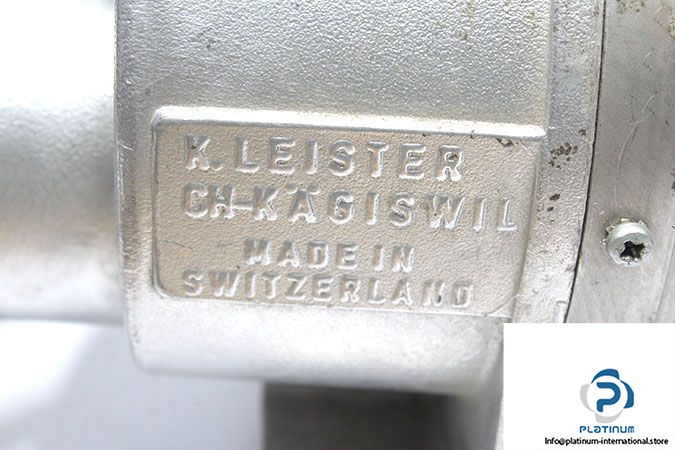 K. LEISTER
CH-KÄGISWIL
MADE IN
SWITZERLAND
PLATINUM
Info@platinum-international.store